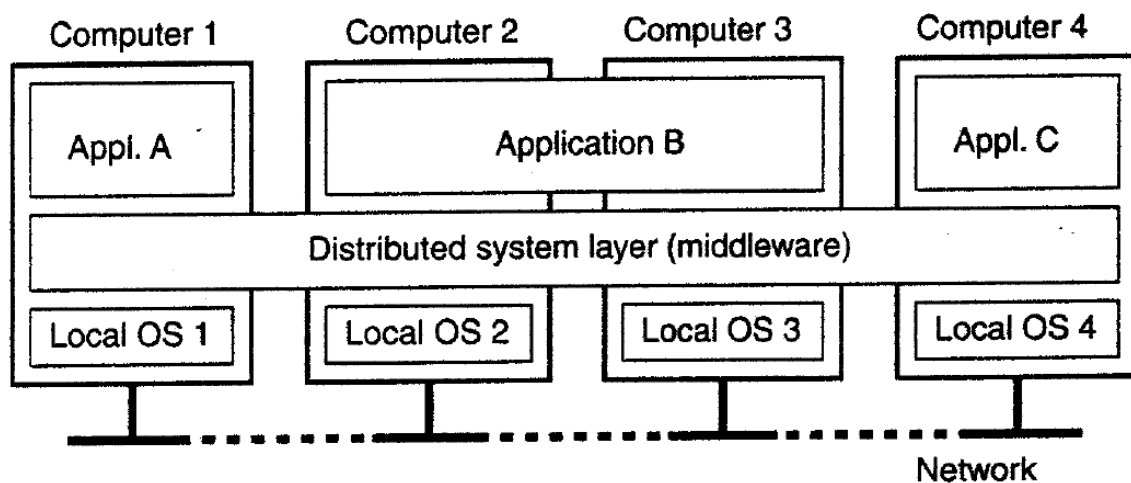 Computer 1
Computer 2
Computer 3
Computer 4
Appl. A
Application B
Appl. C
Distributed system layer (middleware)
Local OS 1
Local OS 2
Local OS 3
Local OS 4
Network